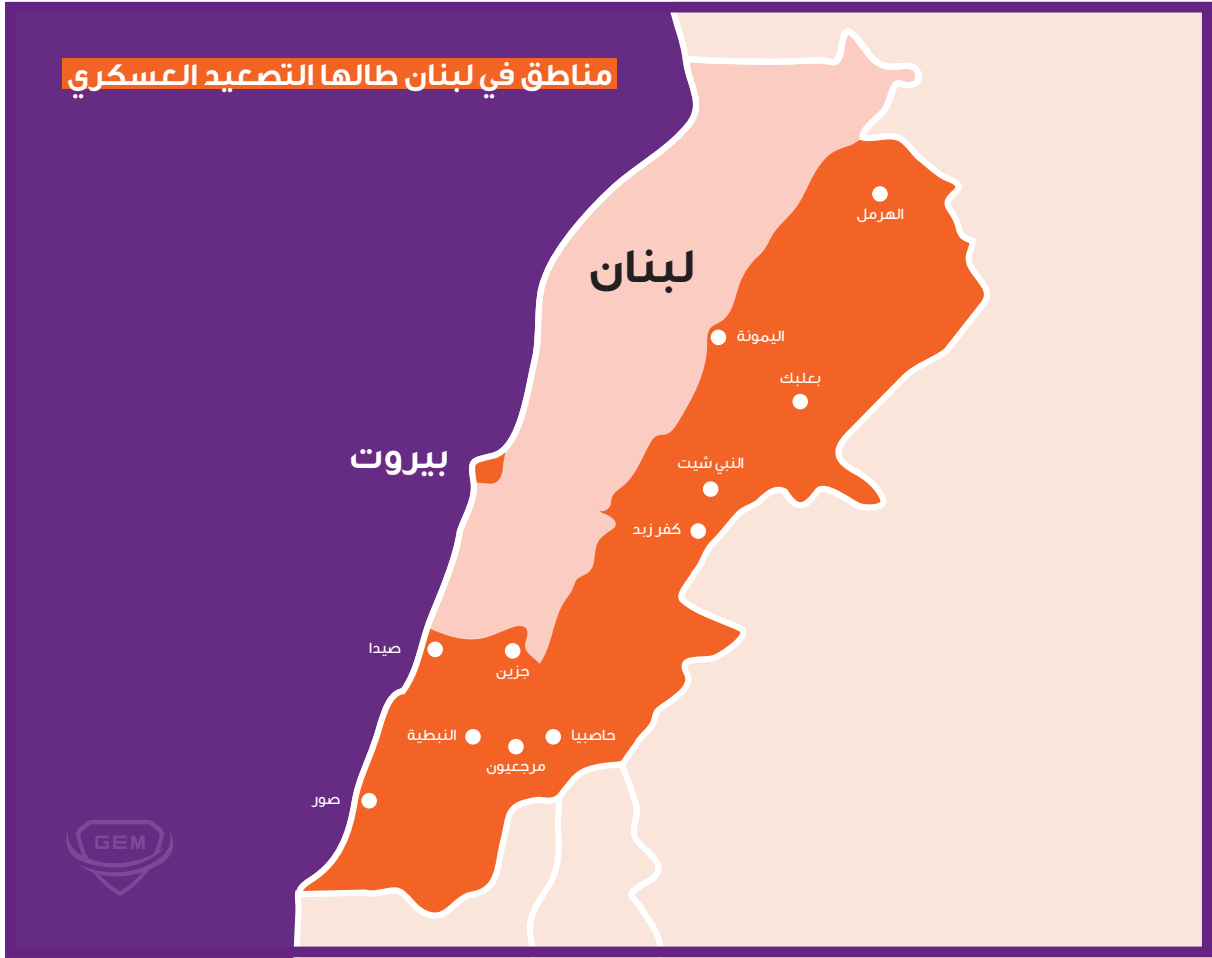 مناطق في لبنان طالها التصعيد العسكري
الهرمل
لبنان
اليمونة
بعلبك
بيروت
النبي شيت
كفر زبد
صيدا
جزين
النبطية
حاصبيا
مرجعيون
صور
GEM